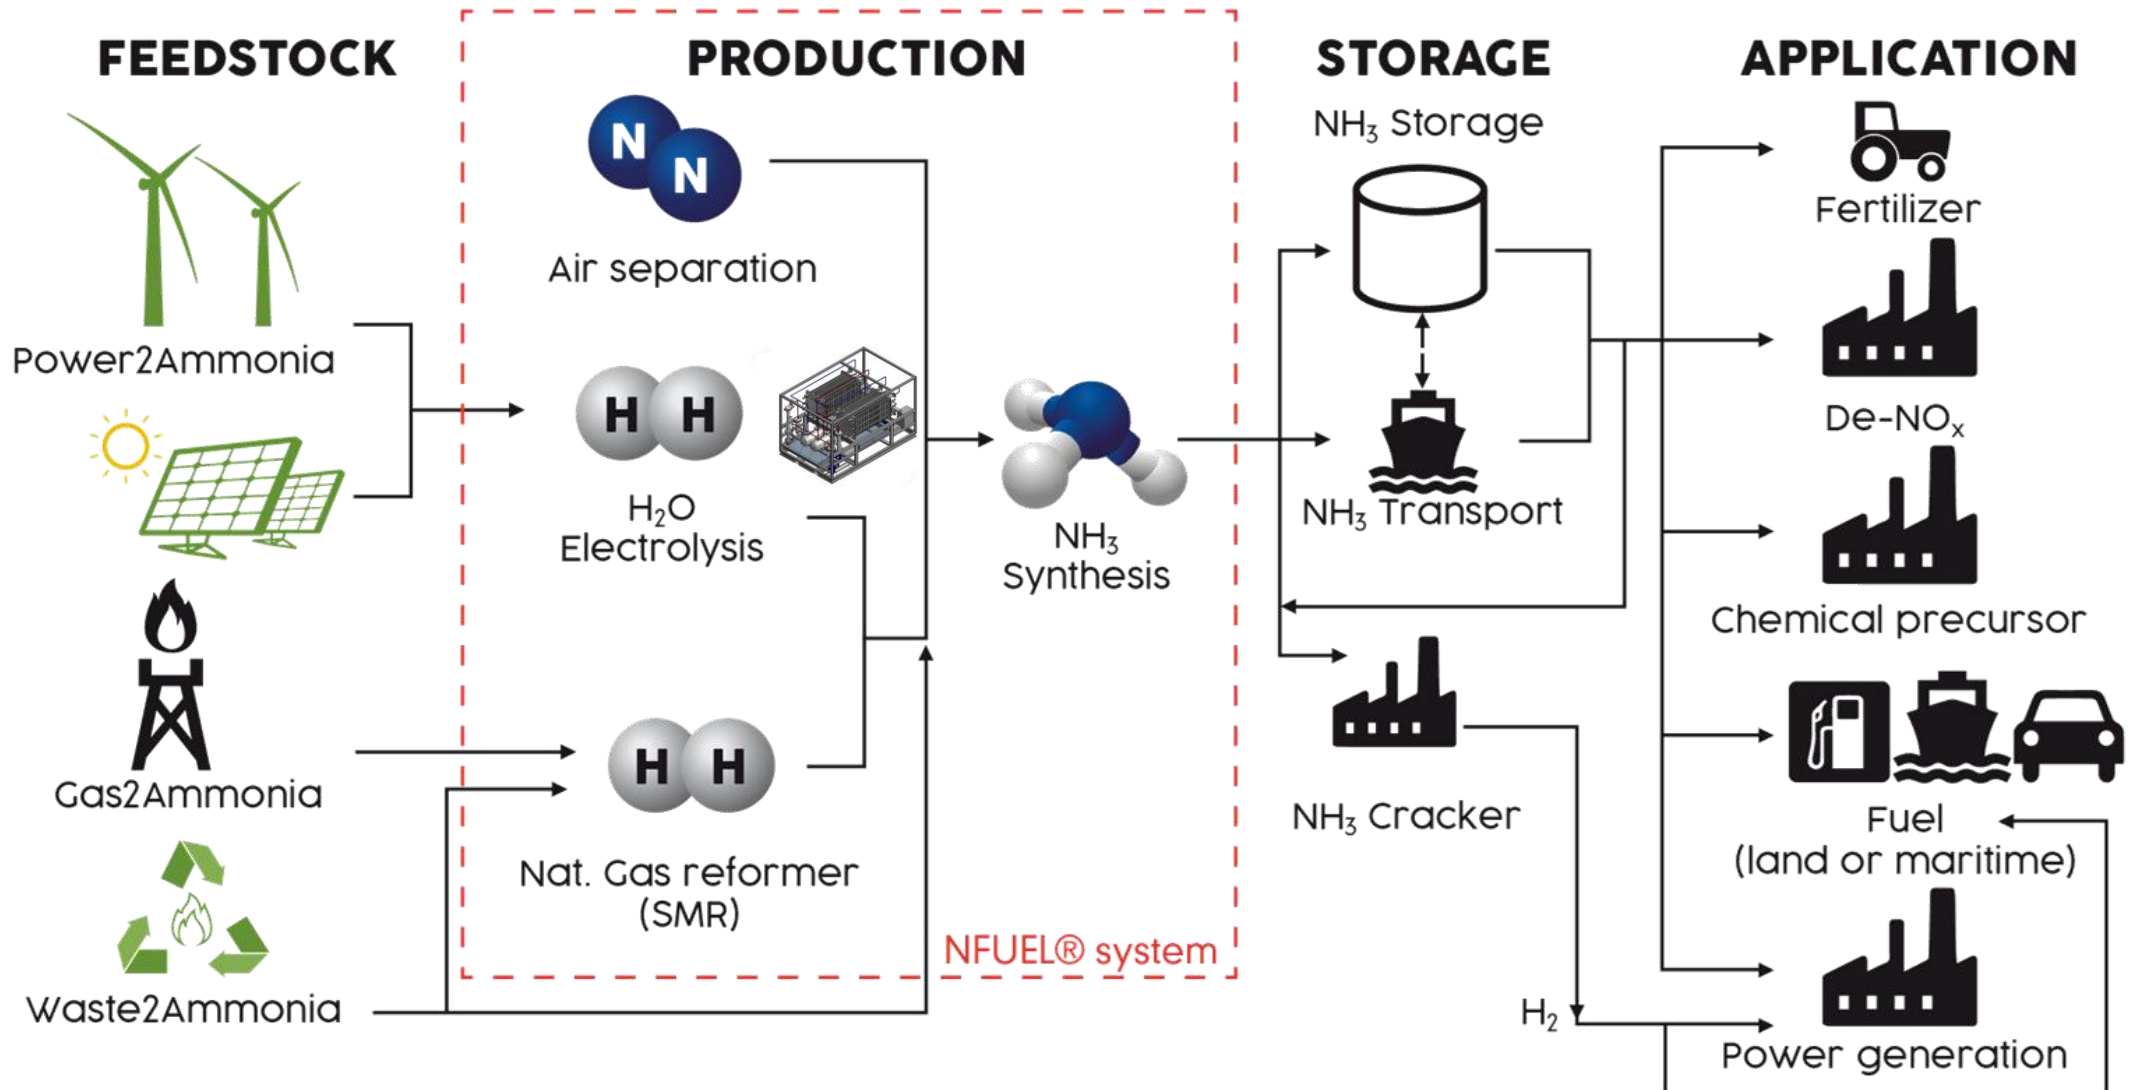 FEEDSTOCK
PRODUCTION
STORAGE
APPLICATION
Power2Ammonia
Gas2Ammonia
Waste2Ammonia
N
N
Air separation
H H
H₂O
Electrolysis
H H
Nat. Gas reformer
(SMR)
NH₃
Synthesis
NFUEL® system
NH₃ Storage
NH₃ Transport
NH₃ Cracker
H₂
Fertilizer
De-NOₓ
Chemical precursor
Fuel
(land or maritime)
Power generation